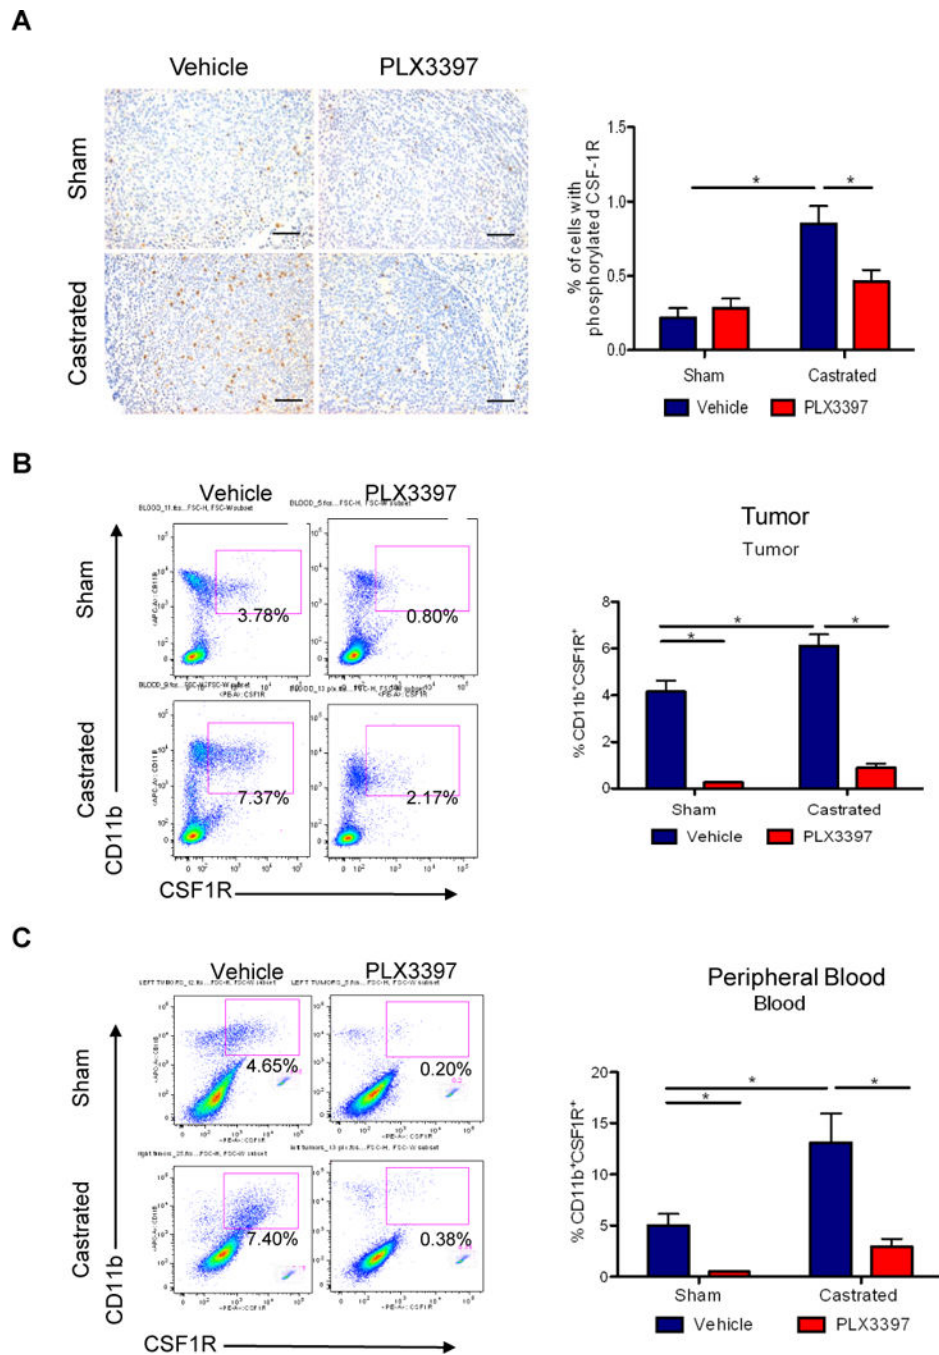 A
Vehicle
PLX3397
Sham
Castrated
% of cells with
phosphorylated CSF-1R
1.5
1.0
0.5
0.0
*
*
Sham
Castrated
Vehicle
PLX3397
B
Vehicle
PLX3397
Sham
Castrated
CD11b
3.78%
0.80%
7.37%
2.17%
CSF1R
Tumor
Tumor
% CD11b⁺CSF1R⁺
8
6
4
2
0
*
*
*
Sham
Castrated
Vehicle
PLX3397
C
Vehicle
PLX3397
Sham
Castrated
CD11b
4.65%
0.20%
7.40%
0.38%
CSF1R
Peripheral Blood
Blood
% CD11b⁺CSF1R⁺
20
15
10
5
0
*
*
*
Sham
Castrated
Vehicle
PLX3397